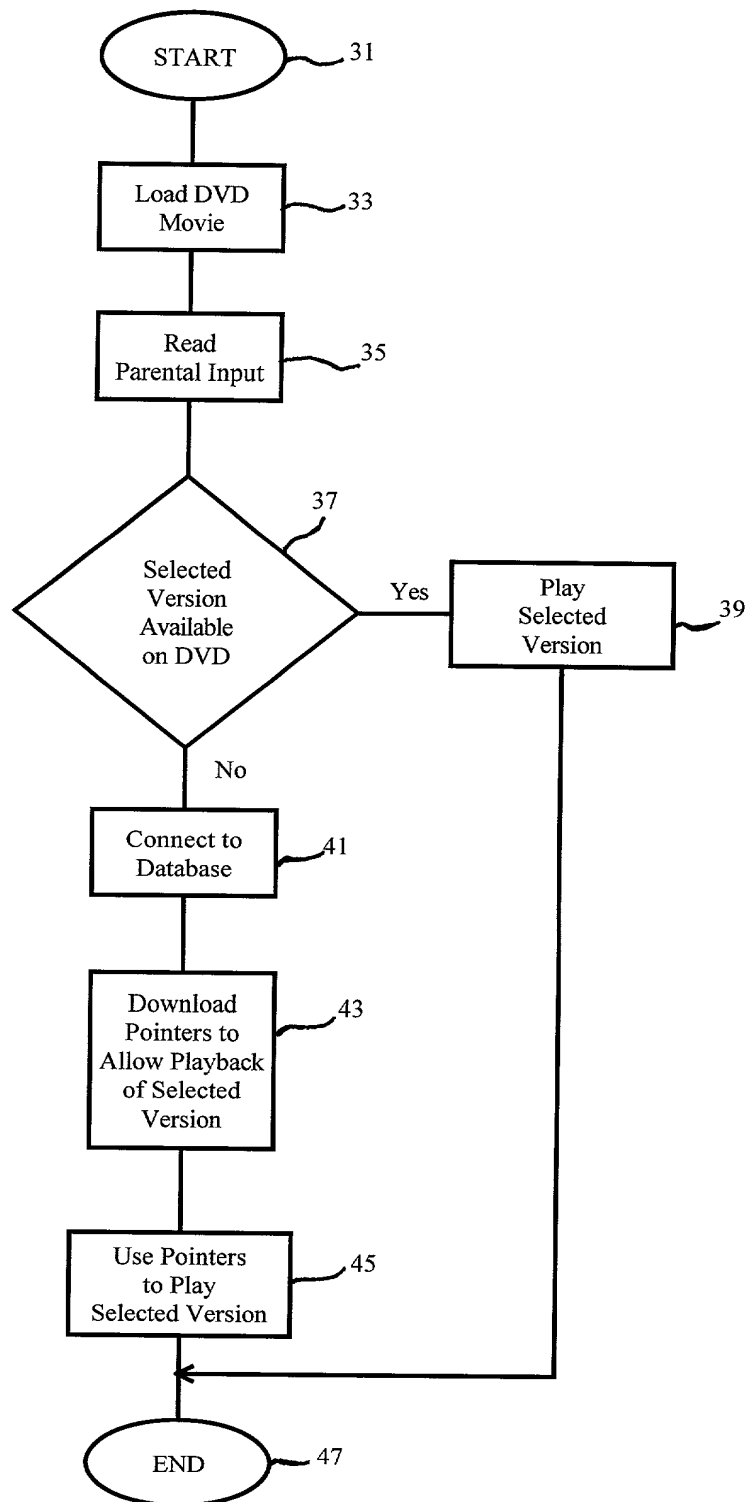 START
31
Load DVD
Movie
33
Read
Parental Input
35
37
Selected
Version
Available
on DVD
Yes
Play
Selected
Version
39
No
Connect to
Database
41
Download
Pointers to
Allow Playback
of Selected
Version
43
Use Pointers
to Play
Selected Version
45
END
47